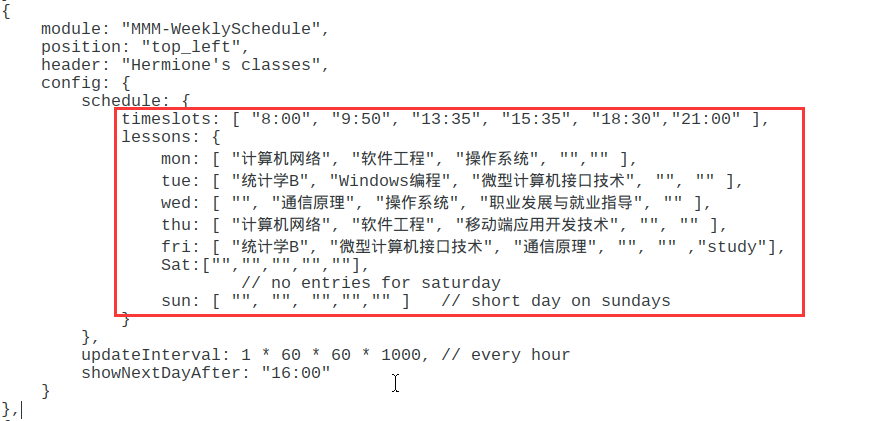 {
module: "MMM-WeeklySchedule",
position: "top_left",
header: "Hermione's classes",
config: {
schedule: {
timeslots: [ "8:00", "9:50", "13:35", "15:35", "18:30","21:00" ],
lessons: {
mon: [ "计算机网络", "软件工程", "操作系统", "","" ],
tue: [ "统计学B", "Windows编程", "微型计算机接口技术", "", "" ],
wed: [ "", "通信原理", "操作系统", "职业发展与就业指导", "" ],
thu: [ "计算机网络", "软件工程", "移动端应用开发技术", "", "" ],
fri: [ "统计学B", "微型计算机接口技术", "通信原理", "", "" ,"study"],
Sat:["","","","",""],
// no entries for saturday
sun: [ "", "", "","","" ]   // short day on sundays
}
},
updateInterval: 1 * 60 * 60 * 1000, // every hour
showNextDayAfter: "16:00"
}
},